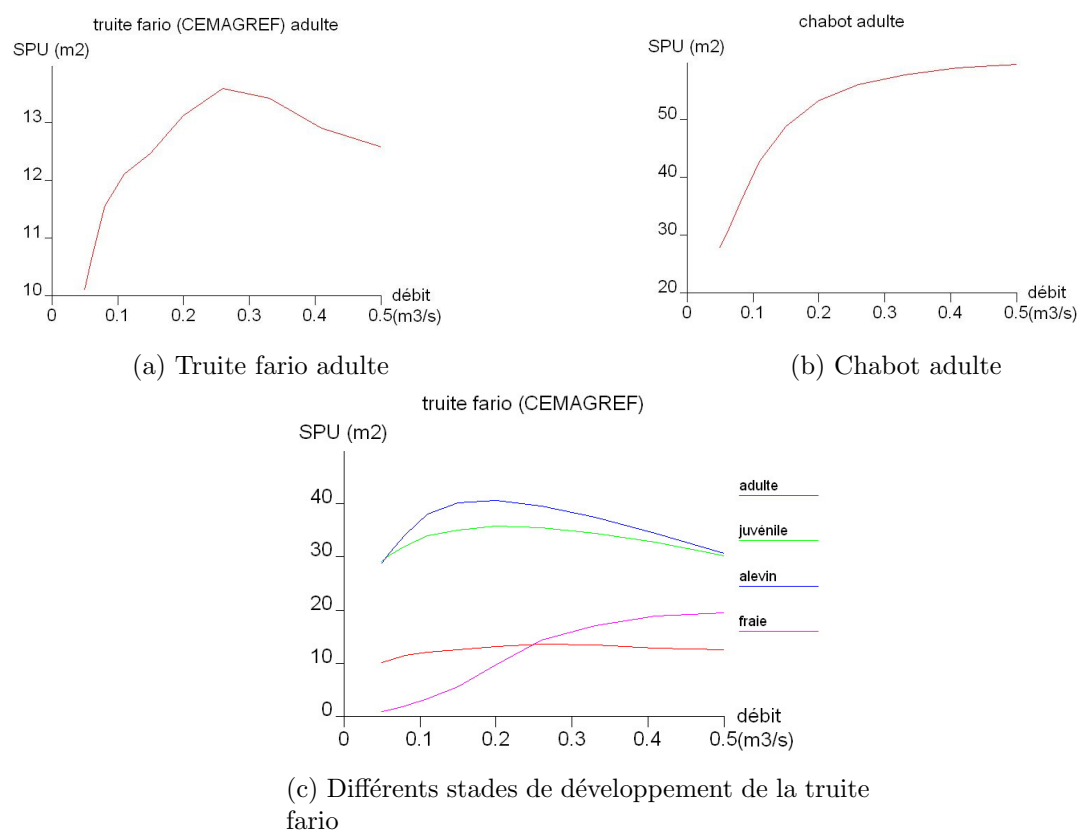 truite fario (CEMAGREF) adulte
SPU (m2)
13
12
11
10
0
0.1
0.2
0.3
0.4
0.5
débit
(m3/s)
(a) Truite fario adulte
chabot adulte
SPU (m2)
50
40
30
20
0
0.1
0.2
0.3
0.4
0.5
débit
(m3/s)
(b) Chabot adulte
truite fario (CEMAGREF)
SPU (m2)
40
30
20
10
0
0
0.1
0.2
0.3
0.4
0.5
débit
(m3/s)
adulte
juvénile
alevin
fraie
(c) Différents stades de développement de la truite
fario